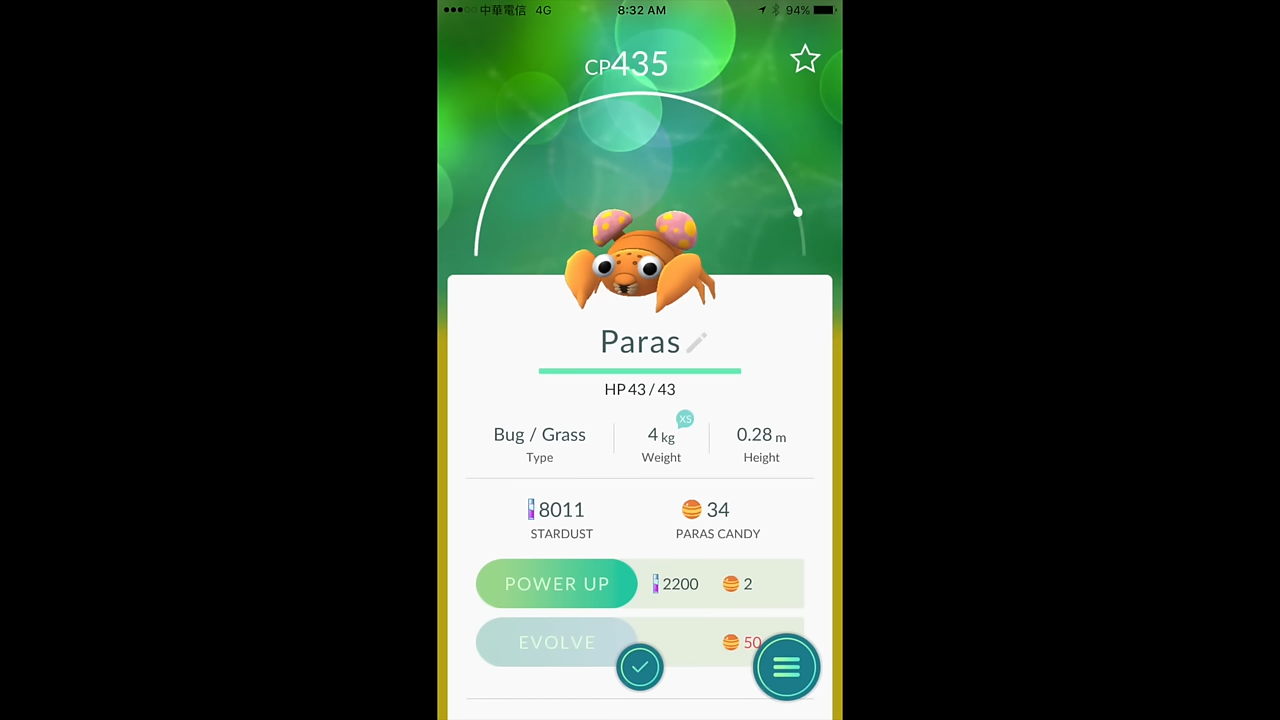 中華電信 4G 8:32 AM 94%
CP435
Paras
HP 43 / 43
XS
Bug / Grass 4 kg 0.28 m
Type Weight Height
8011 34
STARDUST PARAS CANDY
POWER UP 2200 2
EVOLVE 50